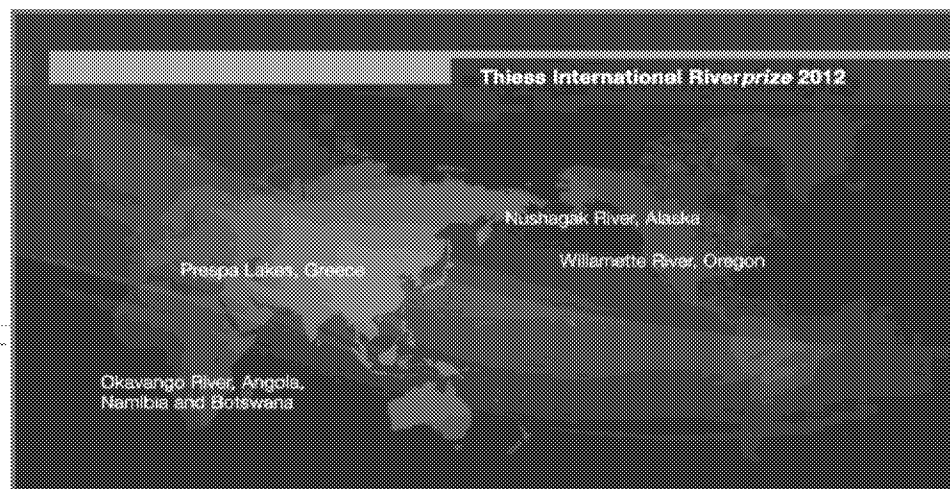 Thiess International Riverprize 2012
Nushagak River, Alaska
Willamette River, Oregon
Prespa Lakes, Greece
Okavango River, Angola,
Namibia and Botswana